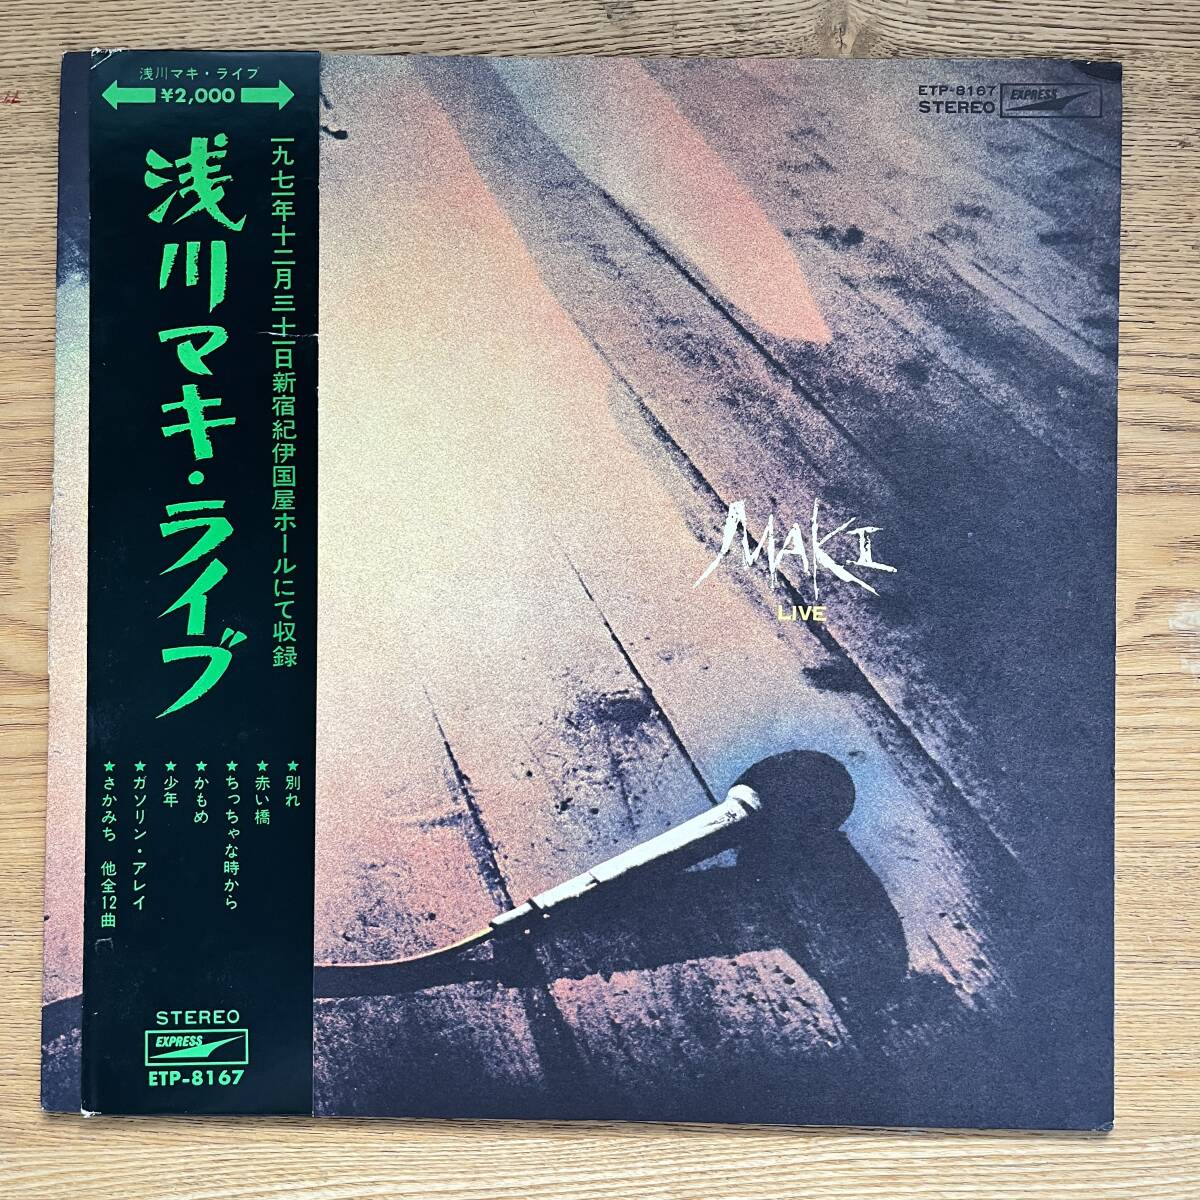 浅川マキ・ライブ
¥2,000
浅川マキ・ライブ
一九七一年十二月三十一日新宿紀伊国屋ホールにて収録
★別れ
★赤い橋
★ちっちゃな時から
★かもめ
★少年
★ガソリン・アレイ
★さかみち 他全12曲
STEREO
EXPRESS
ETP-8167
ETP-8167
STEREO
EXPRESS
MAKI
LIVE